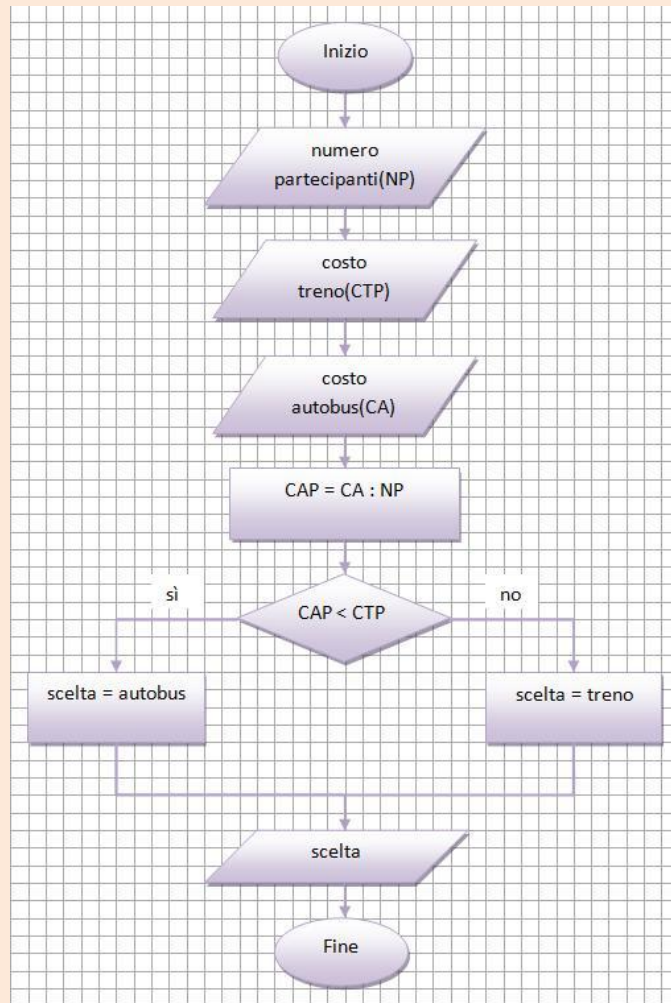 Inizio
numero
partecipanti(NP)
costo
treno(CTP)
costo
autobus(CA)
CAP = CA : NP
sì
CAP < CTP
no
scelta = autobus
scelta = treno
scelta
Fine